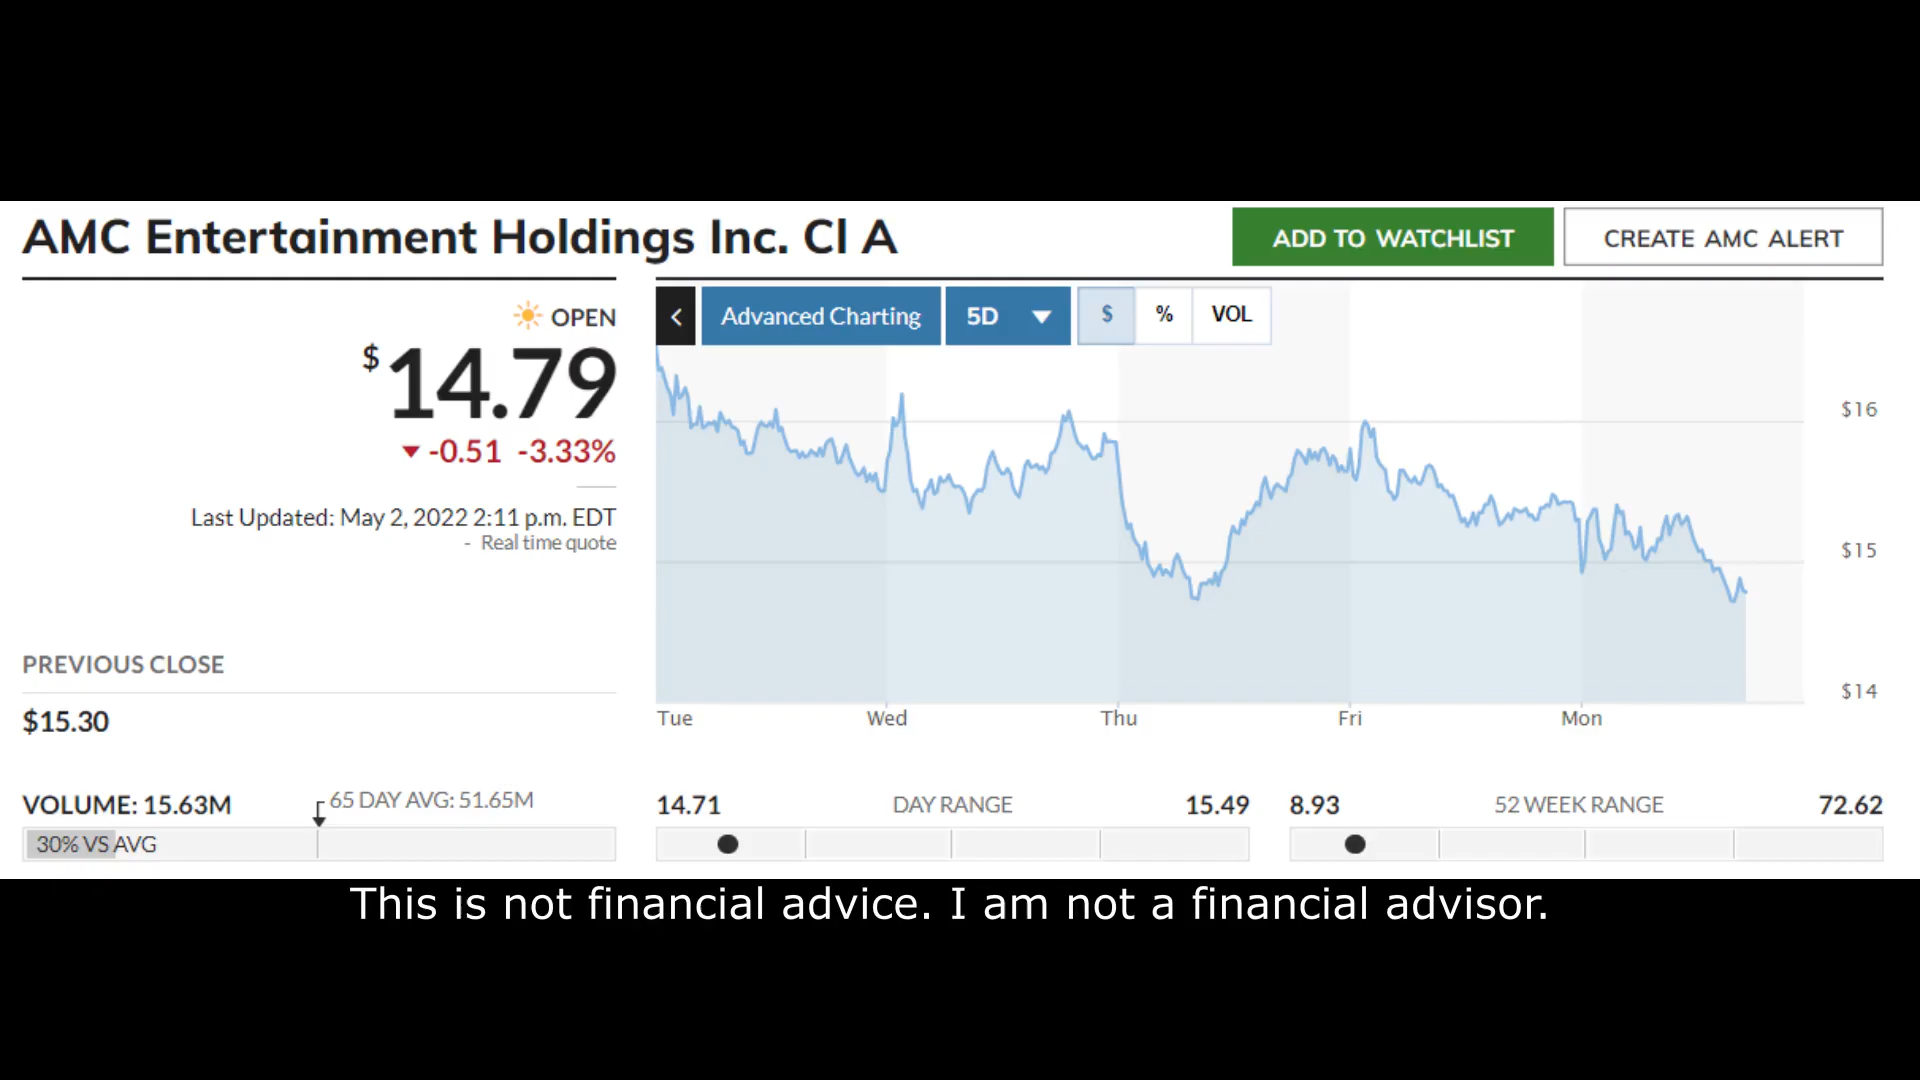 AMC Entertainment Holdings Inc. Cl A
ADD TO WATCHLIST
CREATE AMC ALERT
OPEN
$14.79
-0.51 -3.33%
Last Updated: May 2, 2022 2:11 p.m. EDT
- Real time quote
PREVIOUS CLOSE
$15.30
VOLUME: 15.63M
65 DAY AVG: 51.65M
30% VS AVG
< Advanced Charting 5D $ % VOL
$16
$15
$14
Tue Wed Thu Fri Mon
14.71 DAY RANGE 15.49
8.93 52 WEEK RANGE 72.62
This is not financial advice. I am not a financial advisor.